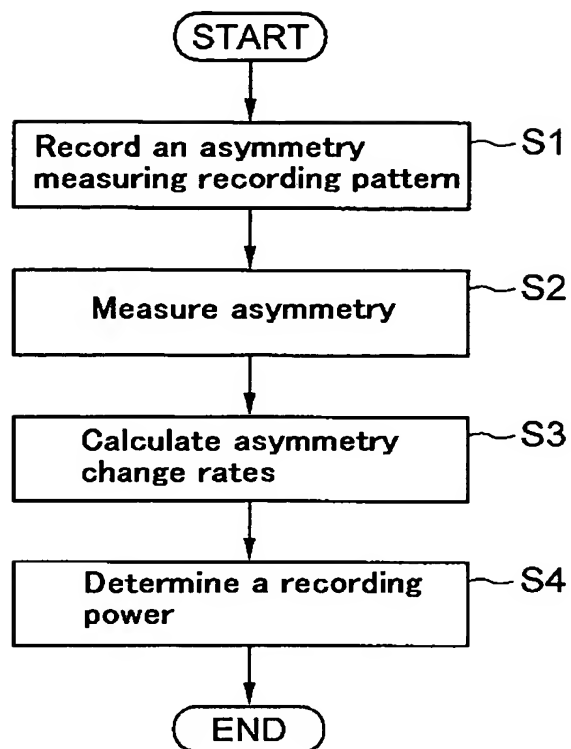 START
Record an asymmetry
measuring recording pattern
S1
Measure asymmetry
S2
Calculate asymmetry
change rates
S3
Determine a recording
power
S4
END